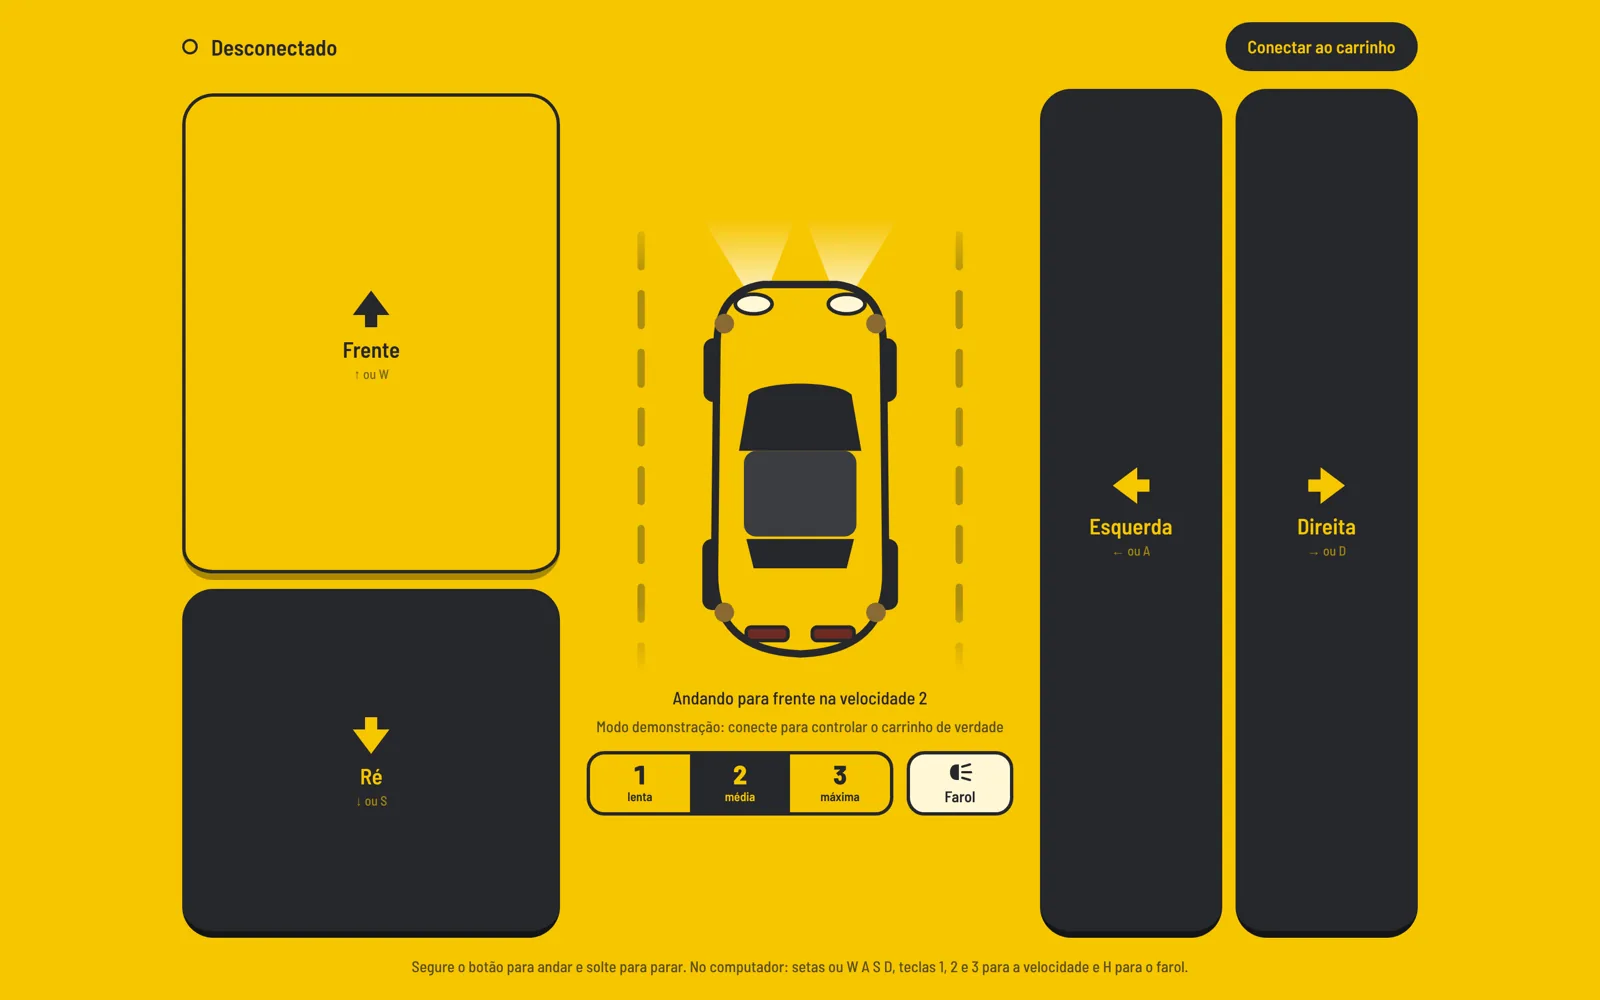 Desconectado
Conectar ao carrinho
Frente
↑ ou W
Ré
↓ ou S
Andando para frente na velocidade 2
Modo demonstração: conecte para controlar o carrinho de verdade
1
lenta
2
média
3
máxima
Farol
Esquerda
← ou A
Direita
→ ou D
Segure o botão para andar e solte para parar. No computador: setas ou W A S D, teclas 1, 2 e 3 para a velocidade e H para o farol.